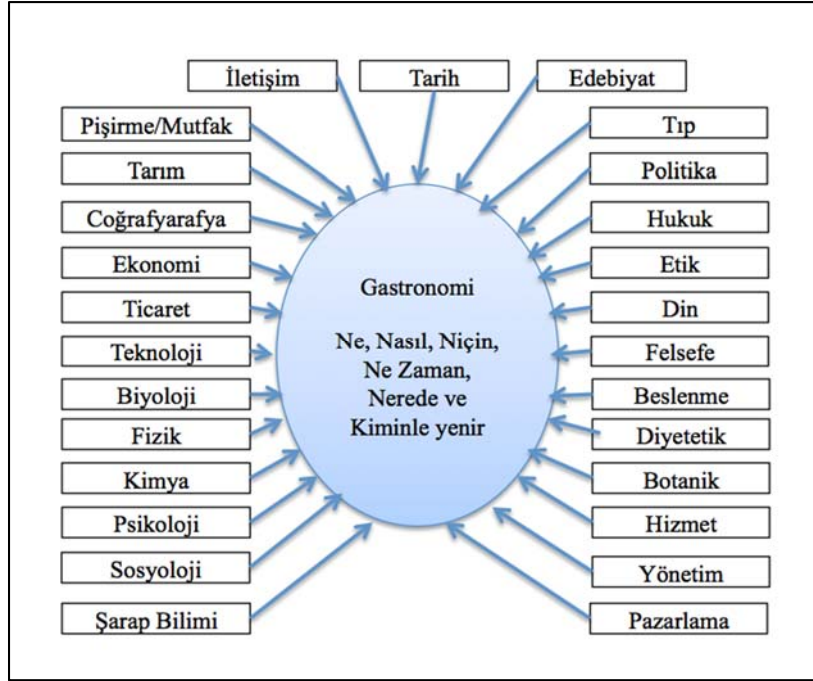 İletişim
Tarih
Edebiyat
Pişirme/Mutfak
Tarım
Coğrafyarafya
Ekonomi
Ticaret
Teknoloji
Biyoloji
Fizik
Kimya
Psikoloji
Sosyoloji
Şarap Bilimi
Gastronomi
Ne, Nasıl, Niçin,
Ne Zaman,
Nerede ve
Kiminle yenir
Tıp
Politika
Hukuk
Etik
Din
Felsefe
Beslenme
Diyetetik
Botanik
Hizmet
Yönetim
Pazarlama